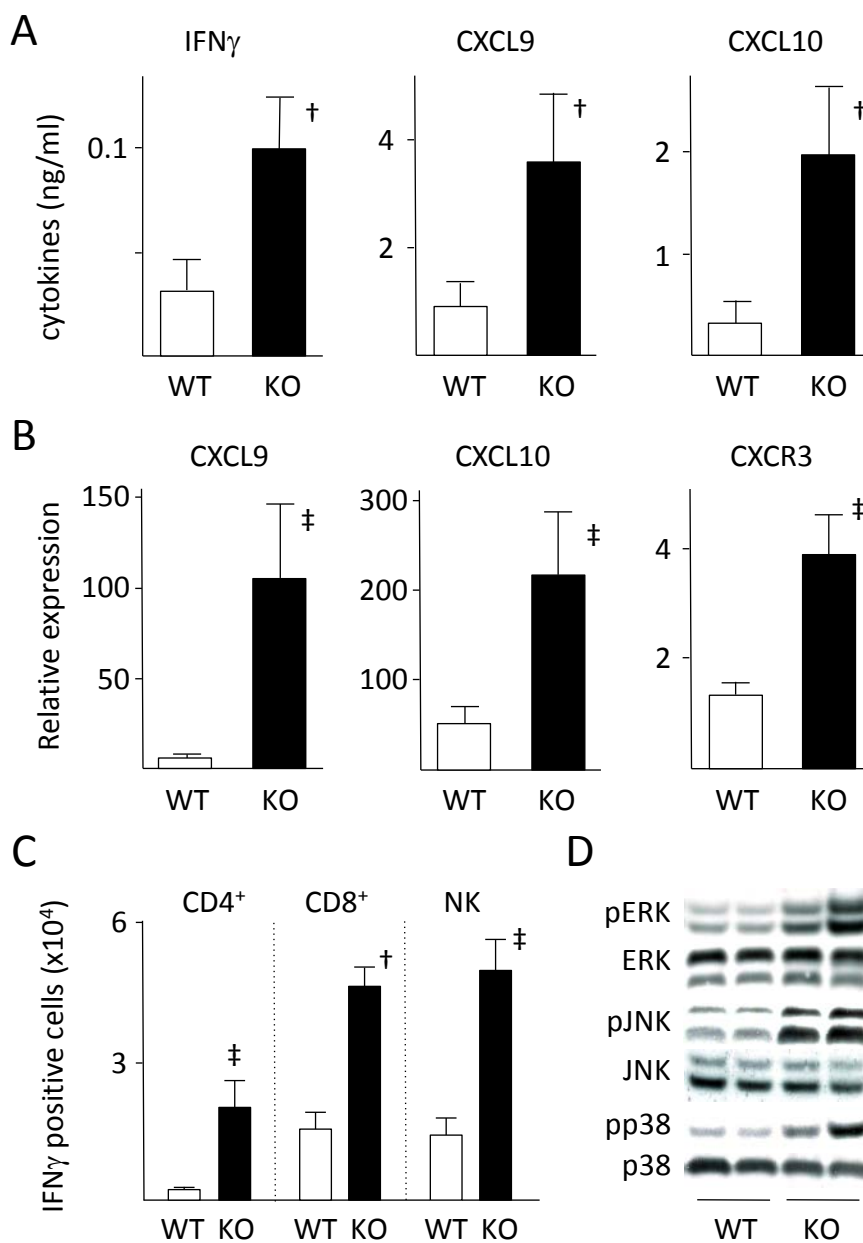 A
IFNγ CXCL9 CXCL10
cytokines (ng/ml)
0.1
4
2
2
1
† † †
WT KO WT KO WT KO
B
CXCL9 CXCL10 CXCR3
Relative expression
150
100
50
300
200
100
4
2
‡ ‡ ‡
WT KO WT KO WT KO
C
CD4⁺ CD8⁺ NK
IFNγ positive cells (x10⁴)
6
3
‡ † ‡
WT KO WT KO WT KO
D
pERK
ERK
pJNK
JNK
pp38
p38
WT KO